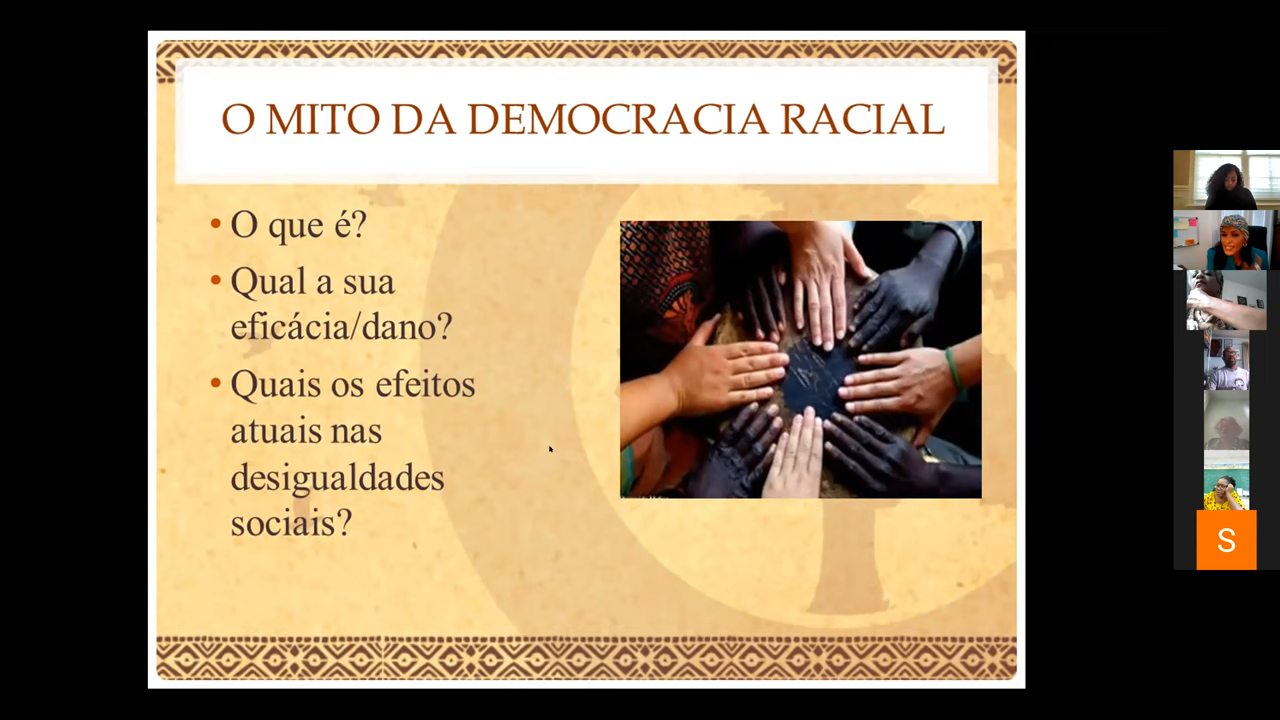 O MITO DA DEMOCRACIA RACIAL
• O que é?
• Qual a sua
eficácia/dano?
• Quais os efeitos
atuais nas
desigualdades
sociais?
S